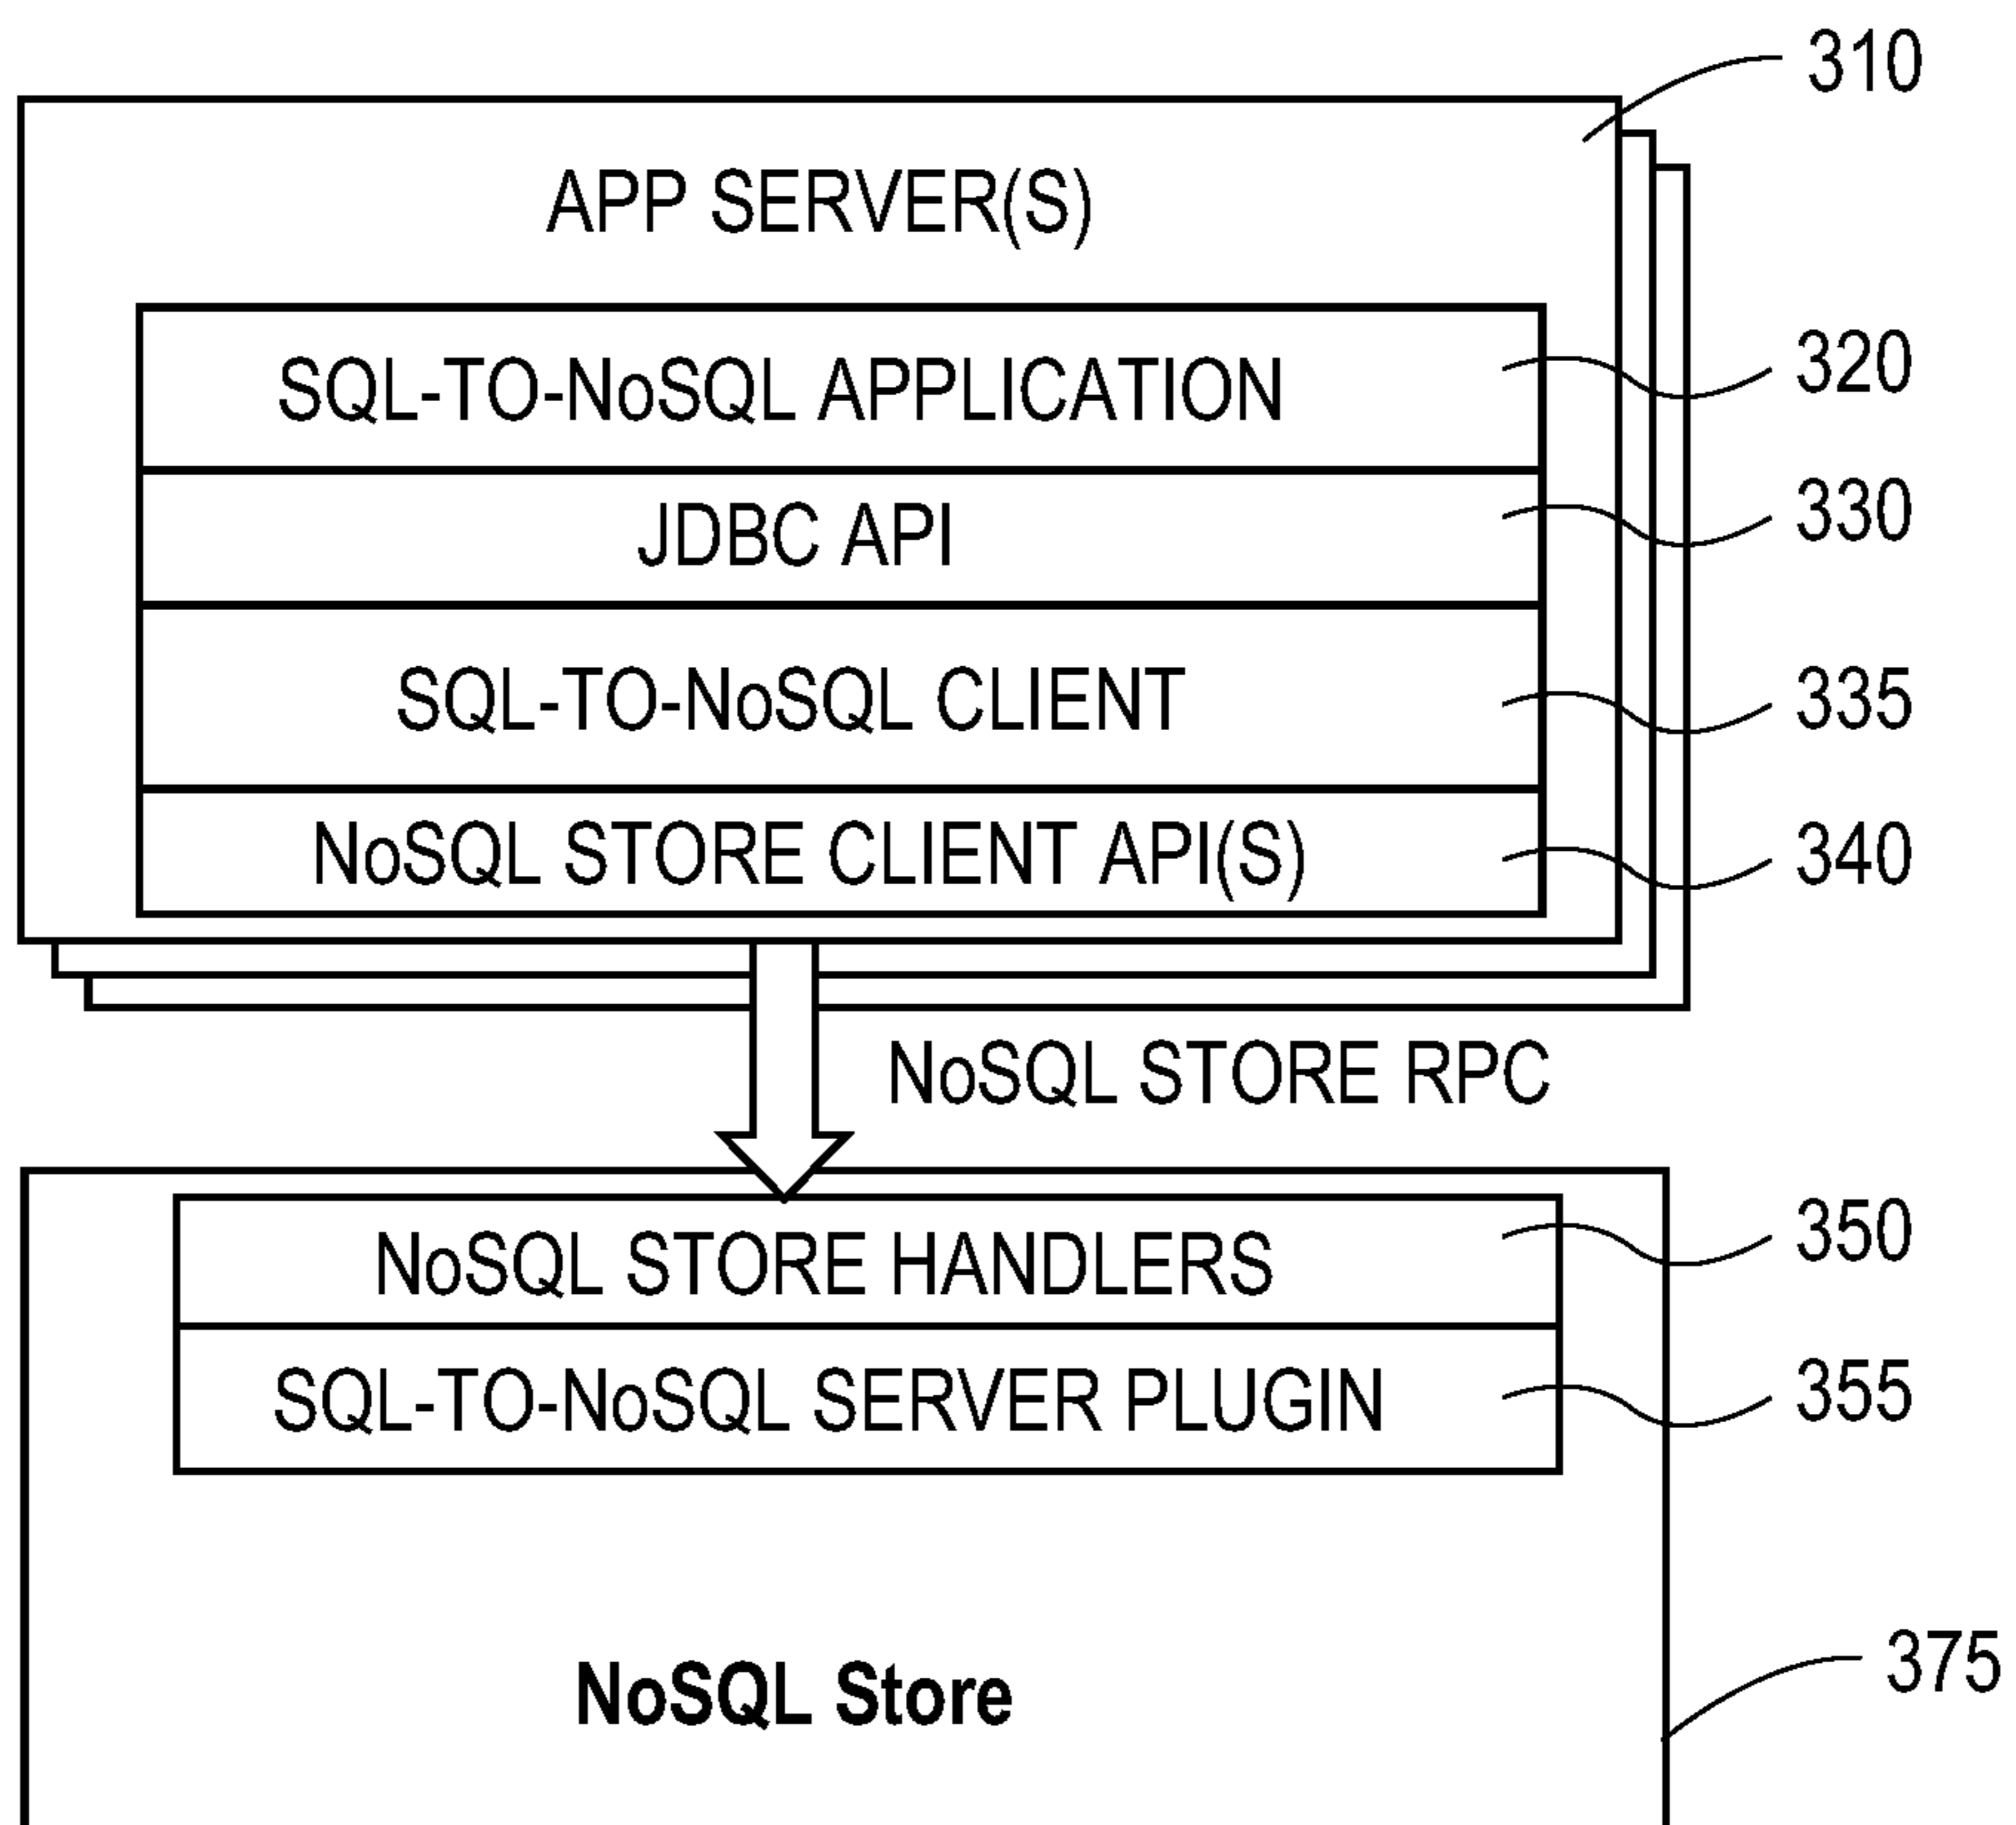 310
APP SERVER(S)
SQL-TO-NoSQL APPLICATION
320
JDBC API
330
SQL-TO-NoSQL CLIENT
335
NoSQL STORE CLIENT API(S)
340
NoSQL STORE RPC
NoSQL STORE HANDLERS
350
SQL-TO-NoSQL SERVER PLUGIN
355
NoSQL Store
375